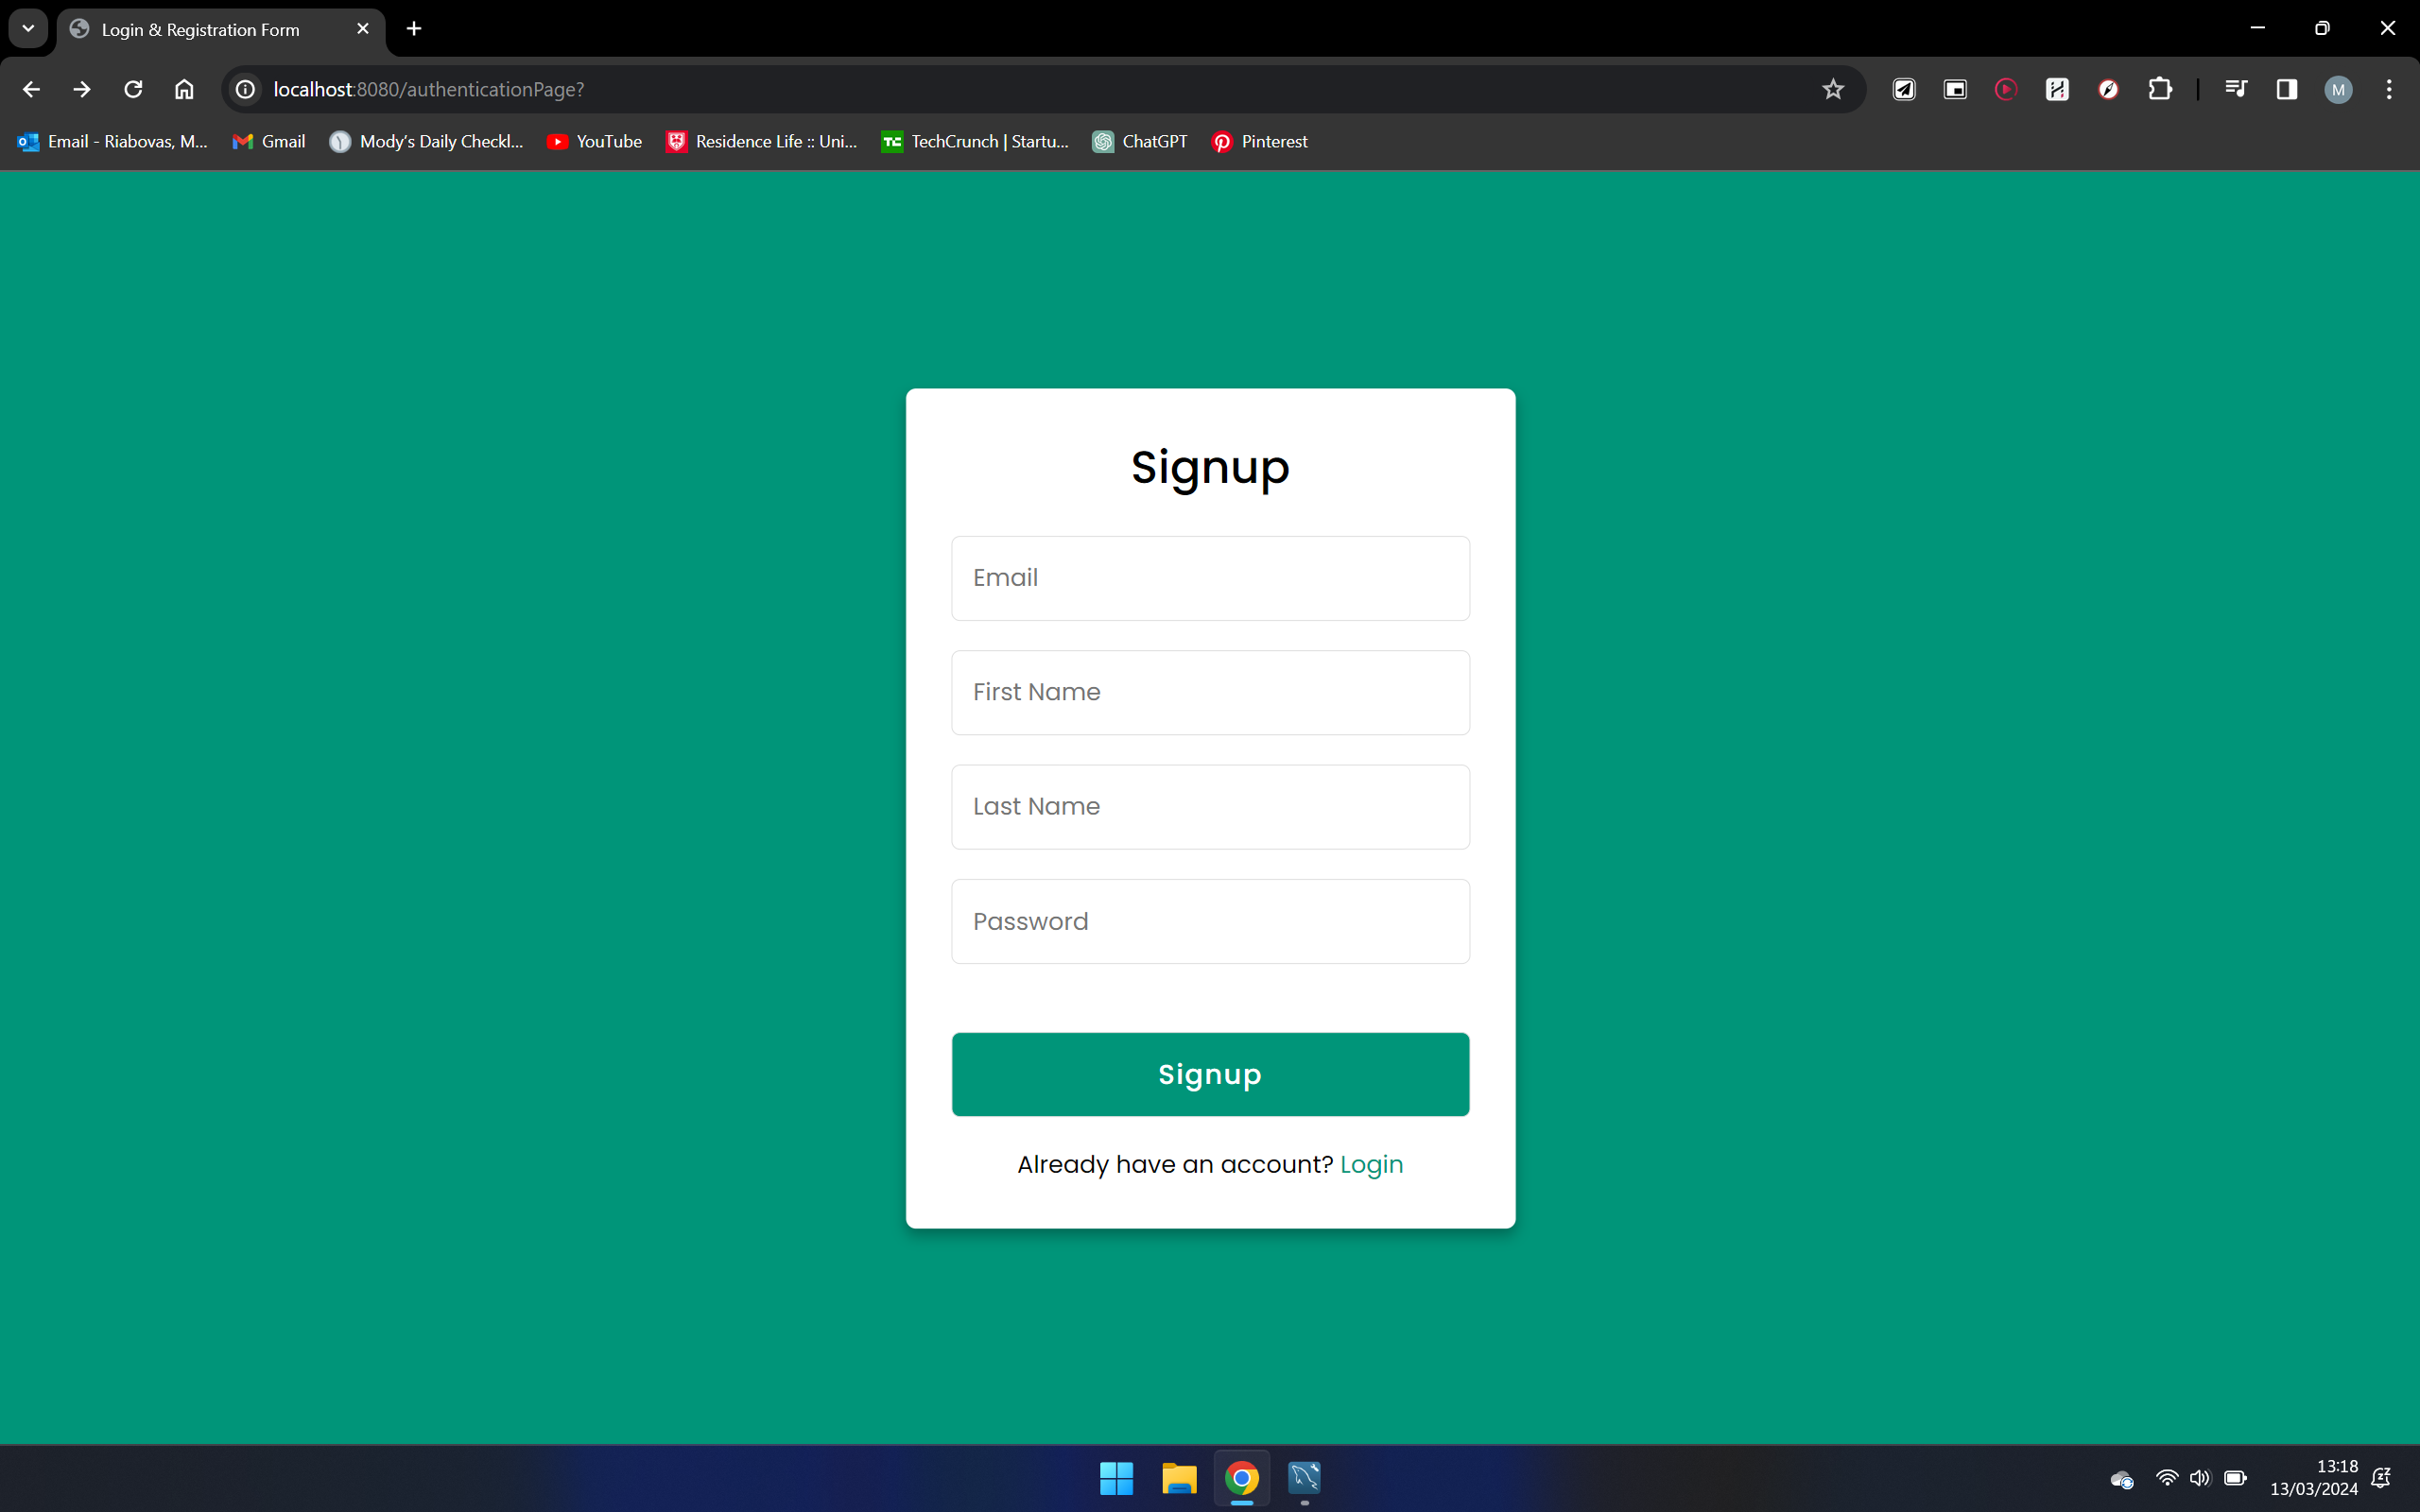 Login & Registration Form
localhost:8080/authenticationPage?
M
Email - Riabovas, M... Gmail Mody's Daily Checkl... YouTube Residence Life :: Uni... TechCrunch | Startu... ChatGPT Pinterest
Signup
Email
First Name
Last Name
Password
Signup
Already have an account? Login
13:18
13/03/2024